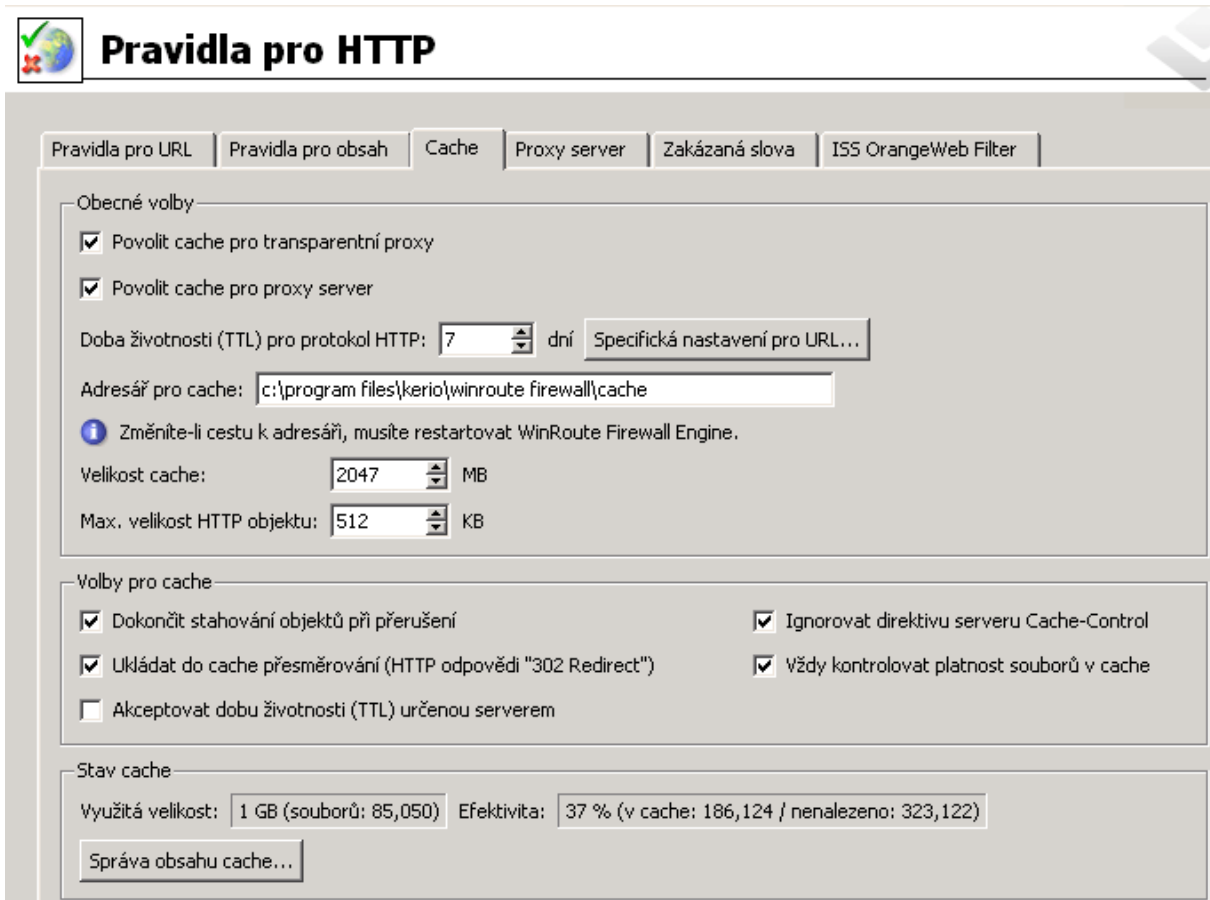 Pravidla pro HTTP
Pravidla pro URL Pravidla pro obsah Cache Proxy server Zakázaná slova ISS OrangeWeb Filter
Obecné volby
Povolit cache pro transparentní proxy
Povolit cache pro proxy server
Doba životnosti (TTL) pro protokol HTTP: 7 dní Specifická nastavení pro URL...
Adresář pro cache: c:\program files\kerio\winroute firewall\cache
Změníte-li cestu k adresáři, musíte restartovat WinRoute Firewall Engine.
Velikost cache: 2047 MB
Max. velikost HTTP objektu: 512 KB
Volby pro cache
Dokončit stahování objektů při přerušení Ignorovat direktivu serveru Cache-Control
Ukládat do cache přesměrování (HTTP odpovědi "302 Redirect") Vždy kontrolovat platnost souborů v cache
Akceptovat dobu životnosti (TTL) určenou serverem
Stav cache
Využitá velikost: 1 GB (souborů: 85,050) Efektivita: 37 % (v cache: 186,124 / nenalezeno: 323,122)
Správa obsahu cache...